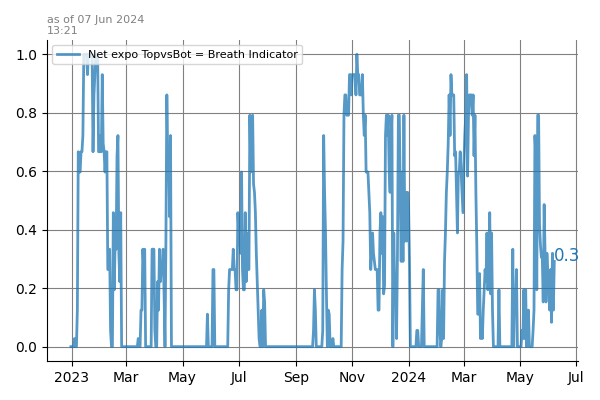 as of 07 Jun 2024
13:21
Net expo TopvsBot = Breath Indicator
1.0
0.8
0.6
0.4
0.2
0.0
0.3
2023 Mar May Jul Sep Nov 2024 Mar May Jul